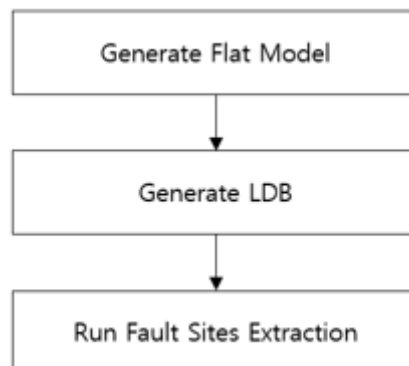 Generate Flat Model
Generate LDB
Run Fault Sites Extraction